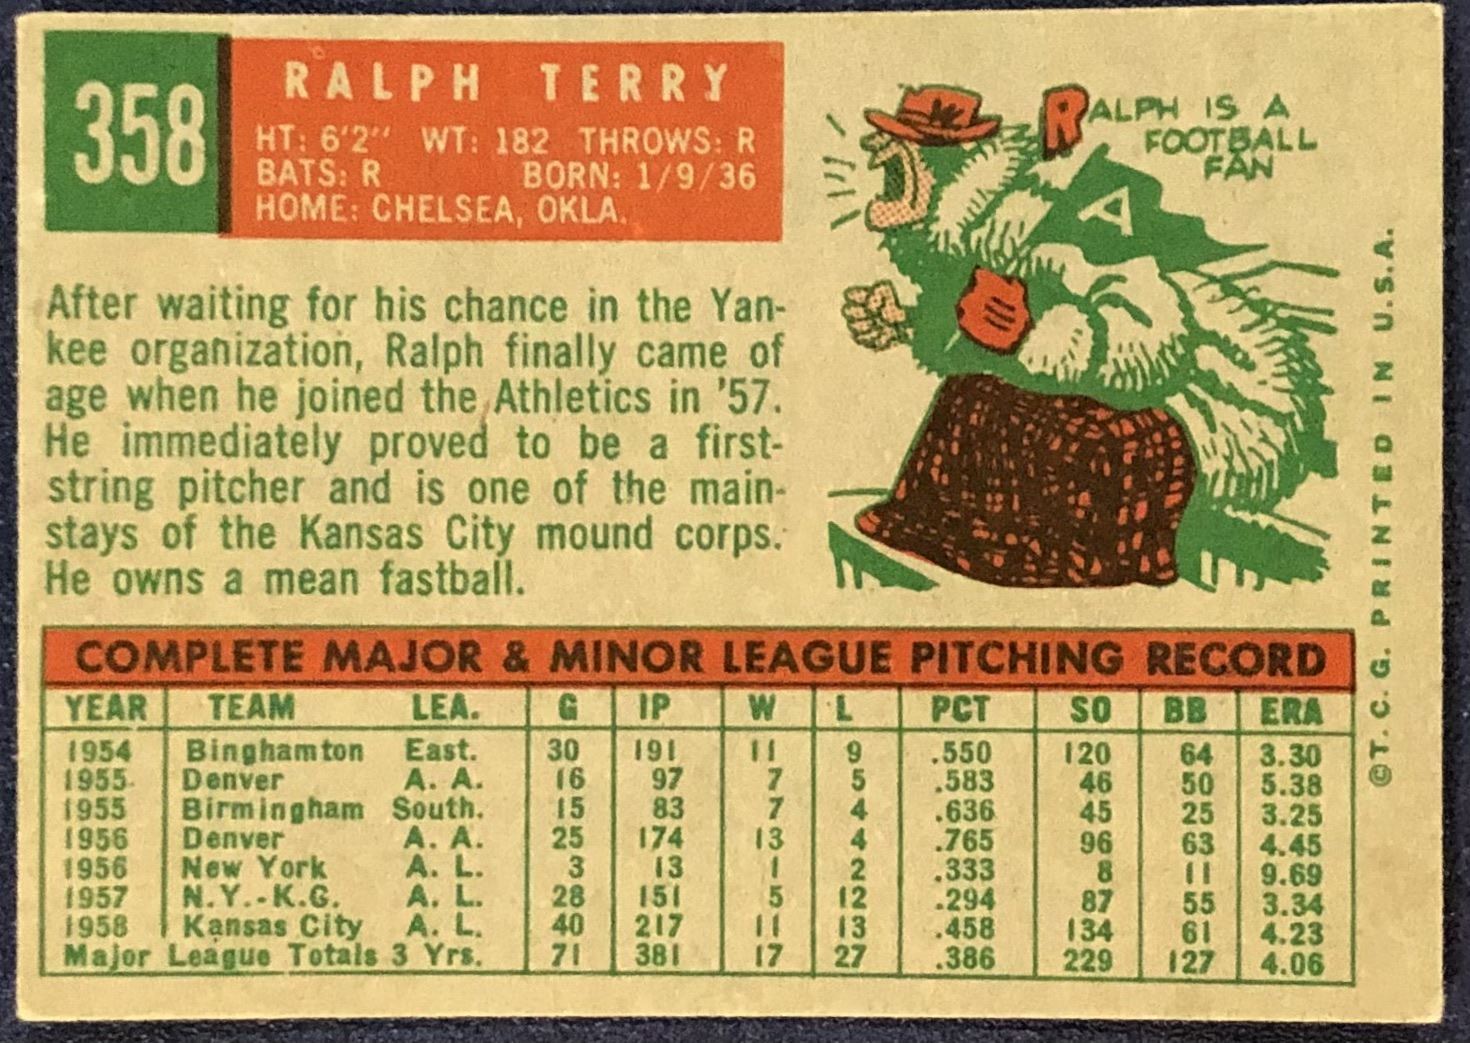 358
RALPH TERRY
HT: 6'2" WT: 182 THROWS: R
BATS: R BORN: 1/9/36
HOME: CHELSEA, OKLA.
RALPH IS A
FOOTBALL
FAN
A
After waiting for his chance in the Yan-
kee organization, Ralph finally came of
age when he joined the Athletics in '57.
He immediately proved to be a first-
string pitcher and is one of the main-
stays of the Kansas City mound corps.
He owns a mean fastball.
COMPLETE MAJOR & MINOR LEAGUE PITCHING RECORD
YEAR TEAM LEA. G IP W L PCT SO BB ERA
1954 Binghamton East. 30 191 11 9 .550 120 64 3.30
1955 Denver A. A. 16 97 7 5 .583 46 50 5.38
1955 Birmingham South. 15 83 7 4 .636 45 25 3.25
1956 Denver A. A. 25 174 13 4 .765 96 63 4.45
1956 New York A. L. 3 13 1 2 .333 8 11 9.69
1957 N.Y.-K.C. A. L. 28 151 5 12 .294 87 55 3.34
1958 Kansas City A. L. 40 217 11 13 .458 134 61 4.23
Major League Totals 3 Yrs. 71 381 17 27 .386 229 127 4.06
©T. C. G. PRINTED IN U.S.A.